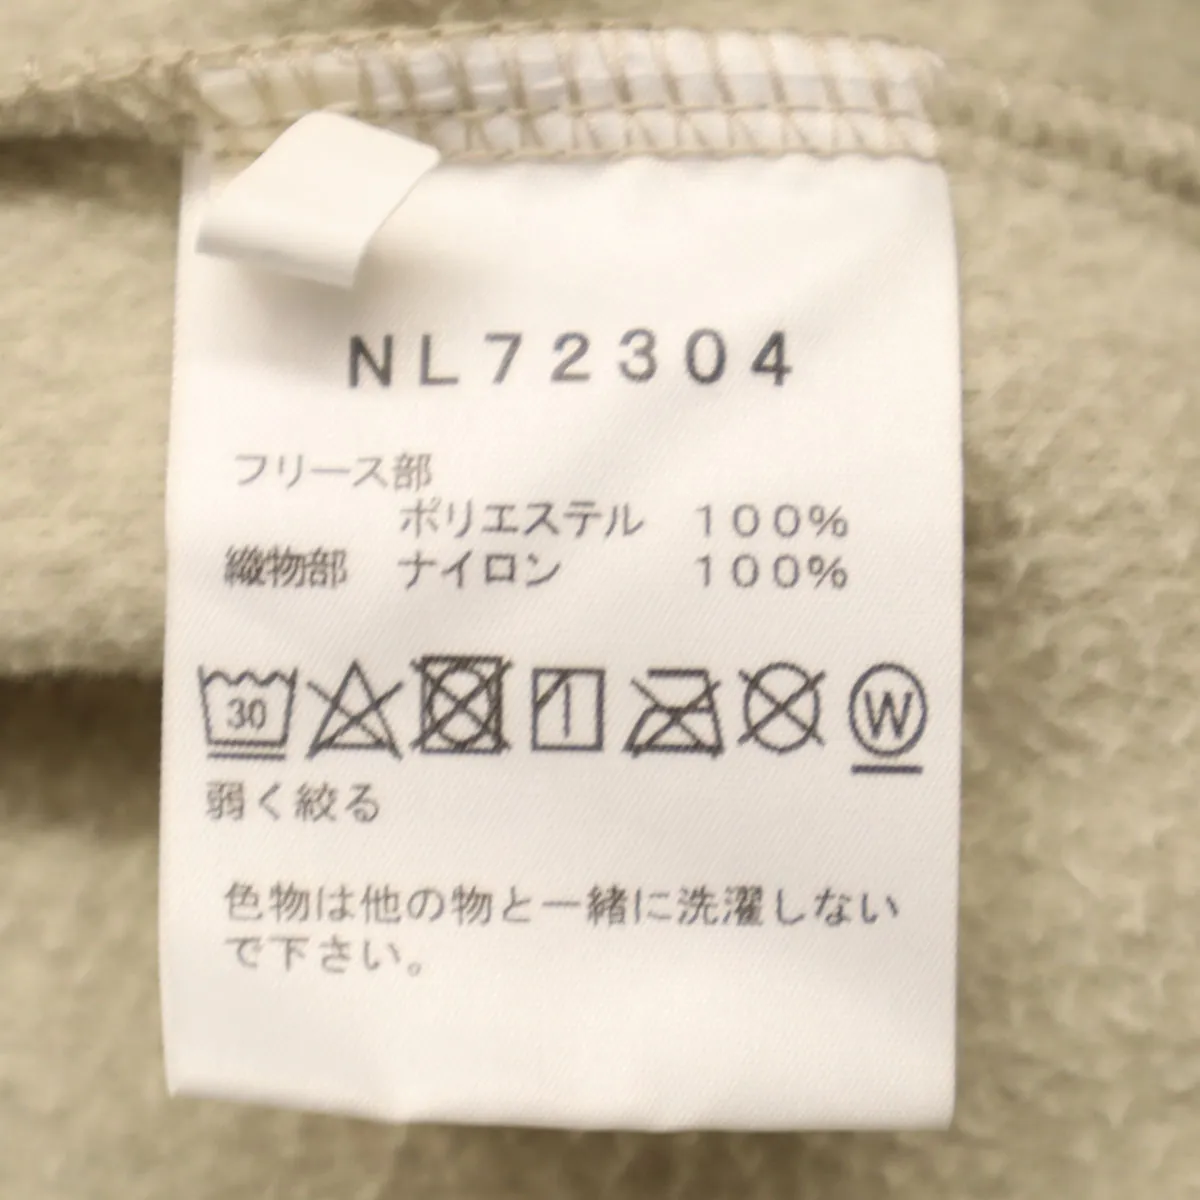 NL72304
フリース部
ポリエステル 100%
織物部 ナイロン 100%
30 W
弱く絞る
色物は他の物と一緒に洗濯しない
で下さい。